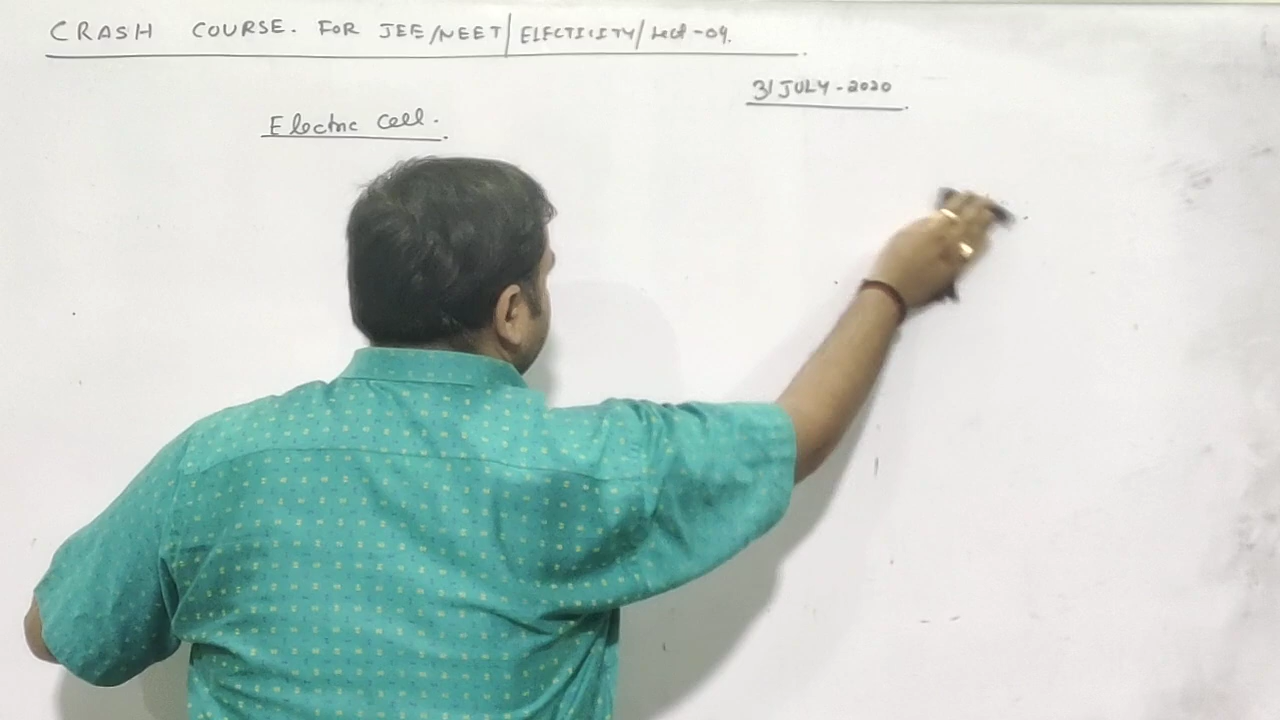 CRASH COURSE. FOR JEE/NEET/ELECTICITY/Lect-09.
31 JULY-2020
Electric Cell.